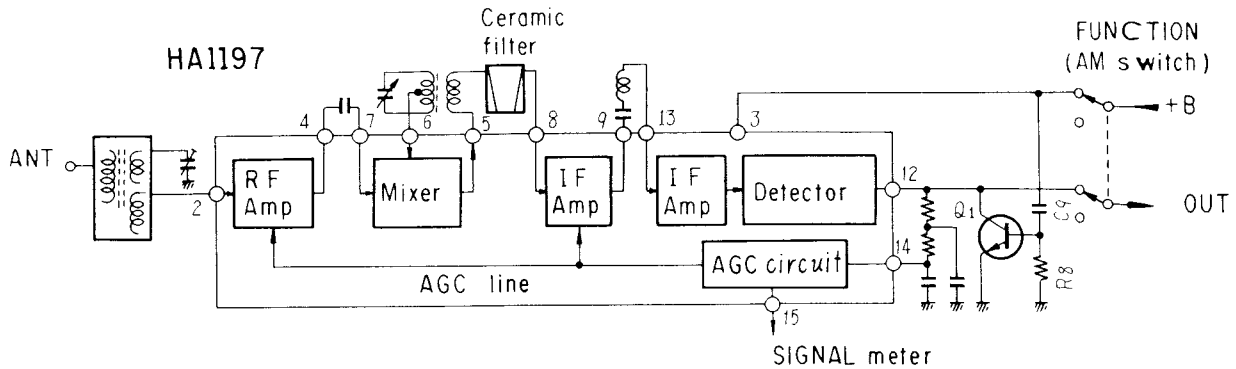 HA1197
Ceramic
filter
FUNCTION
(AM switch)
+B
4
7
6
5
8
9
13
3
ANT
2
RF
Amp
Mixer
IF
Amp
IF
Amp
Detector
12
OUT
Q1
C9
AGC circuit
14
R8
AGC line
15
SIGNAL meter